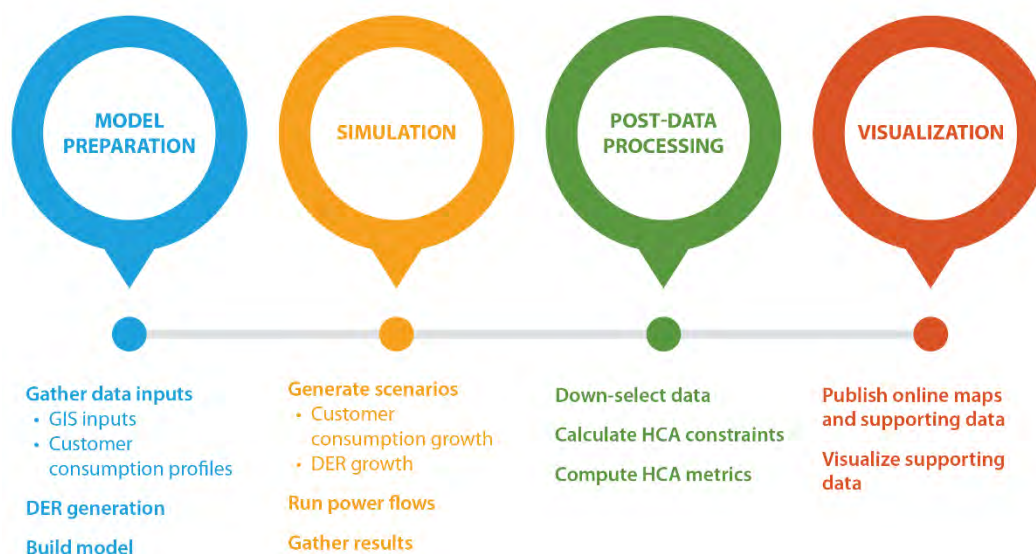 MODEL
PREPARATION
SIMULATION
POST-DATA
PROCESSING
VISUALIZATION
Gather data inputs
• GIS inputs
• Customer
consumption profiles
DER generation
Build model
Generate scenarios
• Customer
consumption growth
• DER growth
Run power flows
Gather results
Down-select data
Calculate HCA constraints
Compute HCA metrics
Publish online maps
and supporting data
Visualize supporting
data